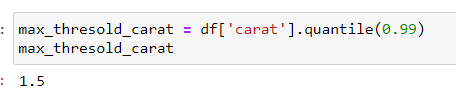 : max_thresold_carat = df['carat'].quantile(0.99)
max_thresold_carat
: 1.5